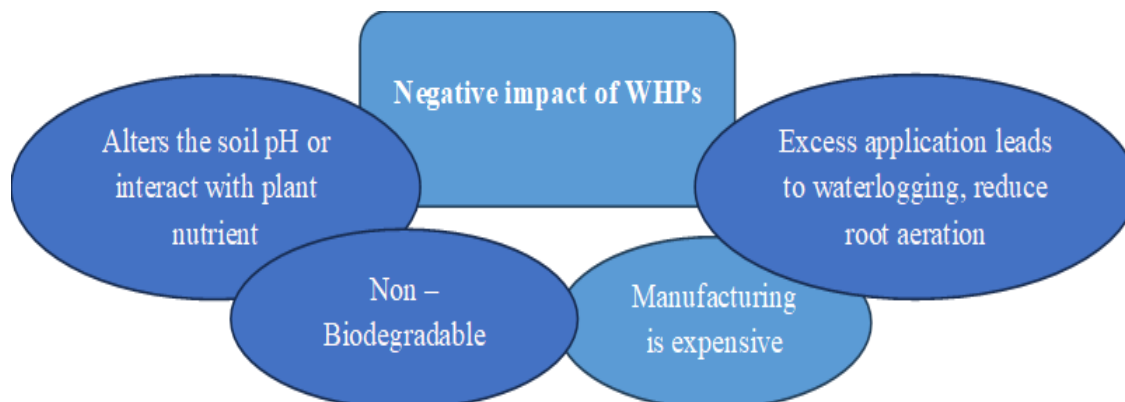 Negative impact of WHPs
Alters the soil pH or
interact with plant
nutrient
Excess application leads
to waterlogging, reduce
root aeration
Non –
Biodegradable
Manufacturing
is expensive